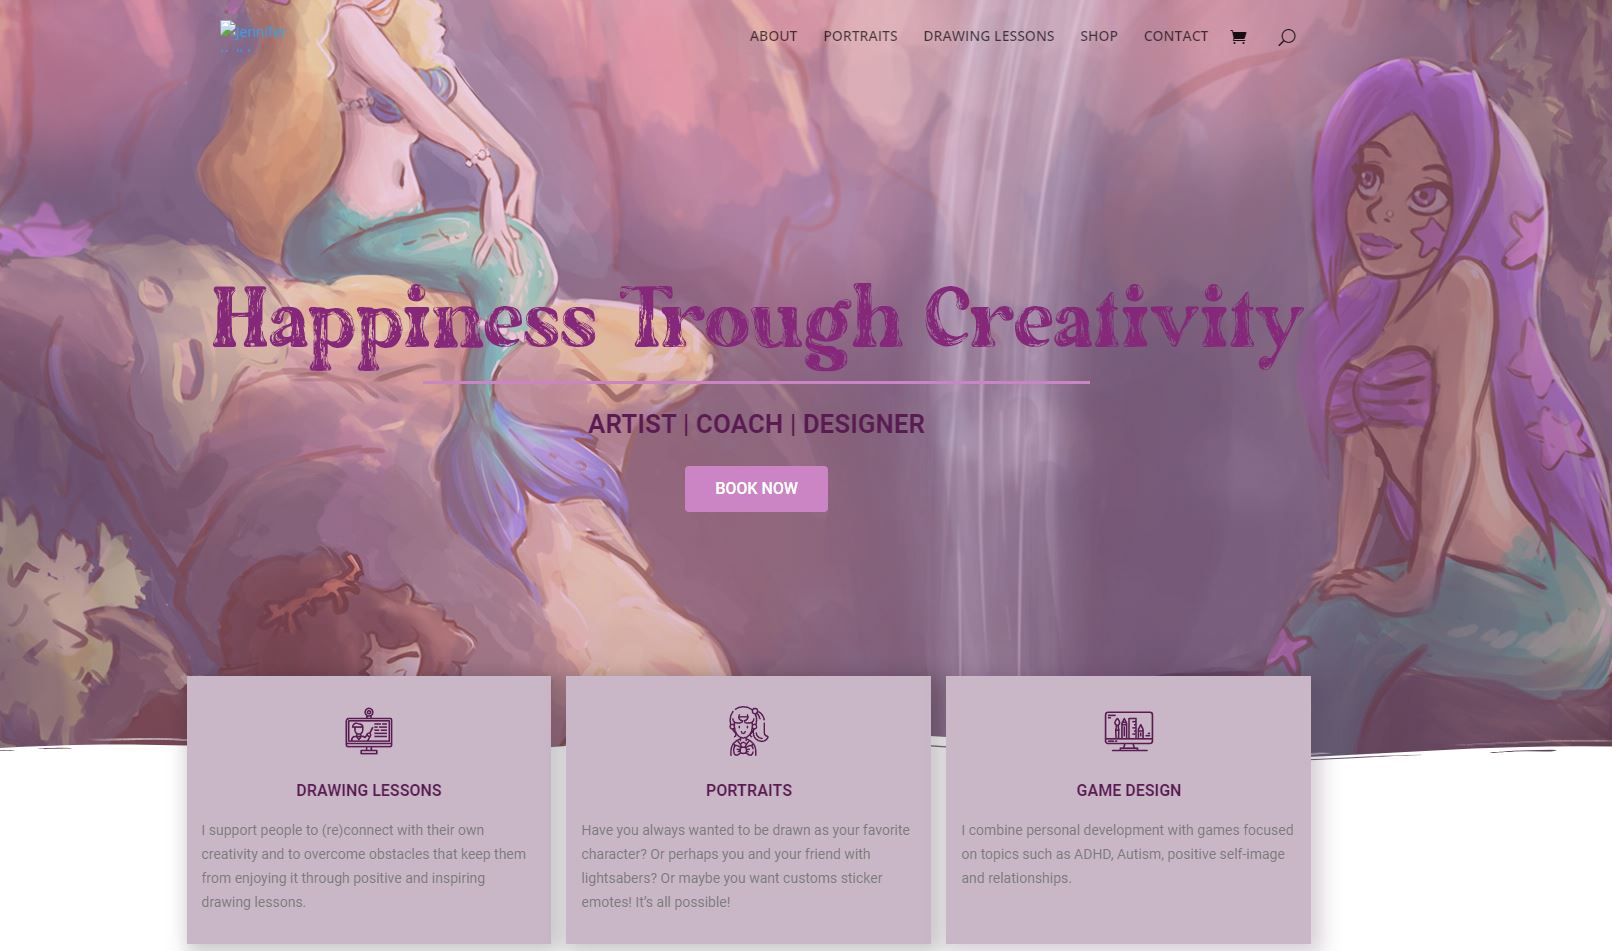 jennifer
ABOUT PORTRAITS DRAWING LESSONS SHOP CONTACT
Happiness Trough Creativity
ARTIST | COACH | DESIGNER
BOOK NOW
DRAWING LESSONS
I support people to (re)connect with their own
creativity and to overcome obstacles that keep them
from enjoying it through positive and inspiring
drawing lessons.
PORTRAITS
Have you always wanted to be drawn as your favorite
character? Or perhaps you and your friend with
lightsabers? Or maybe you want customs sticker
emotes! It’s all possible!
GAME DESIGN
I combine personal development with games focused
on topics such as ADHD, Autism, positive self-image
and relationships.